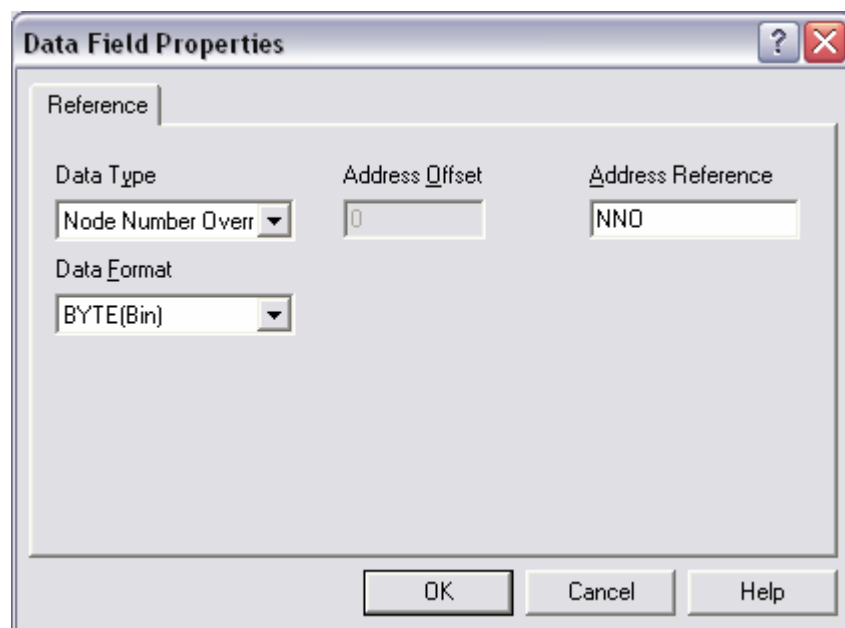 Data Field Properties
Reference
Data Type Address Offset Address Reference
Node Number Overr 0 NNO
Data Format
BYTE(Bin)
OK Cancel Help